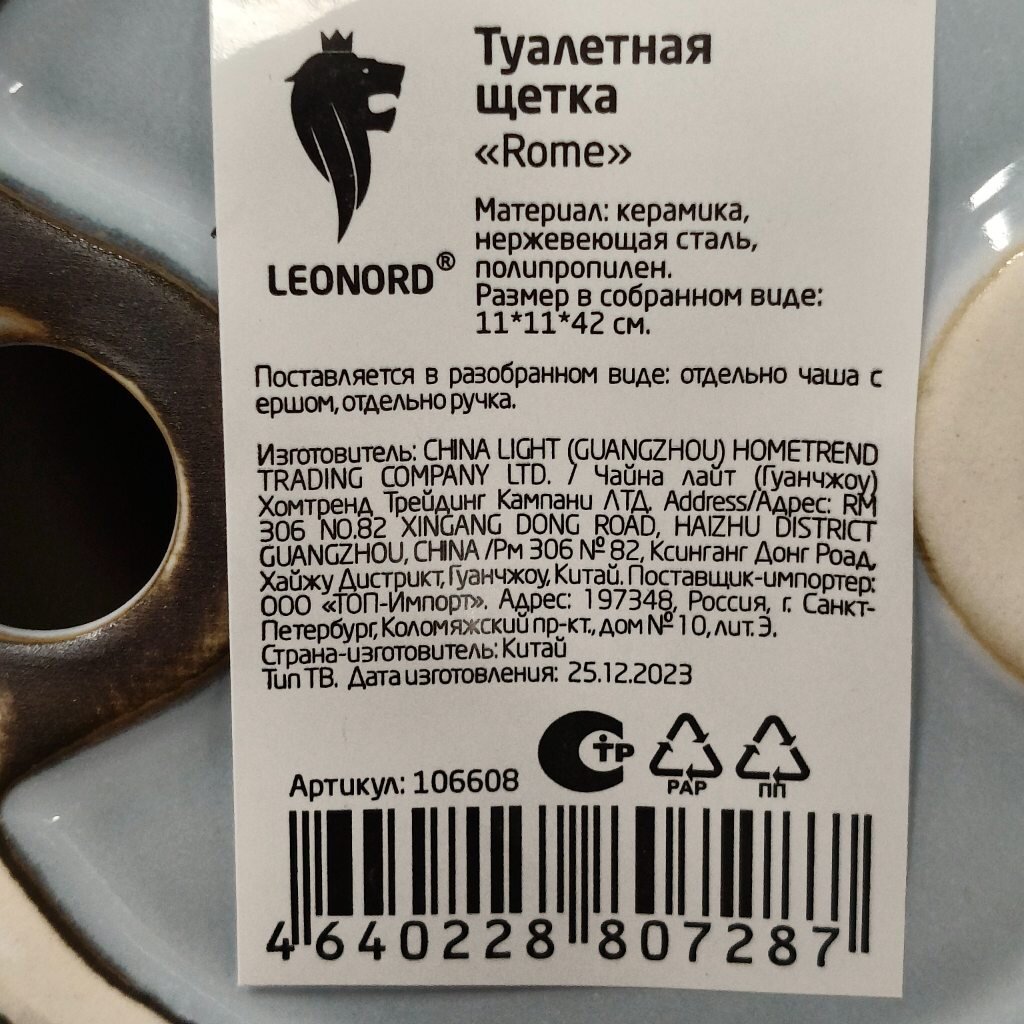 Туалетная
щетка
«Rome»
Материал: керамика,
нержевеющая сталь,
полипропилен.
Размер в собранном виде:
11*11*42 см.
LEONORD®
Поставляется в разобранном виде: отдельно чаша с
ершом, отдельно ручка.
Изготовитель: CHINA LIGHT (GUANGZHOU) HOMETREND
TRADING COMPANY LTD. / Чайна лайт (Гуанчжоу)
Хомтренд Трейдинг Кампани ЛТД. Address/Адрес: RM
306 NO.82 XINGANG DONG ROAD, HAIZHU DISTRICT
GUANGZHOU, CHINA /Рм 306 № 82, Ксинганг Донг Роад,
Хайжу Дистрикт, Гуанчжоу, Китай. Поставщик-импортер:
ООО «ТОП-Импорт». Адрес: 197348, Россия, г. Санкт-
Петербург, Коломяжский пр-кт., дом № 10, лит. Э.
Страна-изготовитель: Китай
Тип ТВ. Дата изготовления: 25.12.2023
Артикул: 106608
СТР
PAP
ПП
4 640228 807287